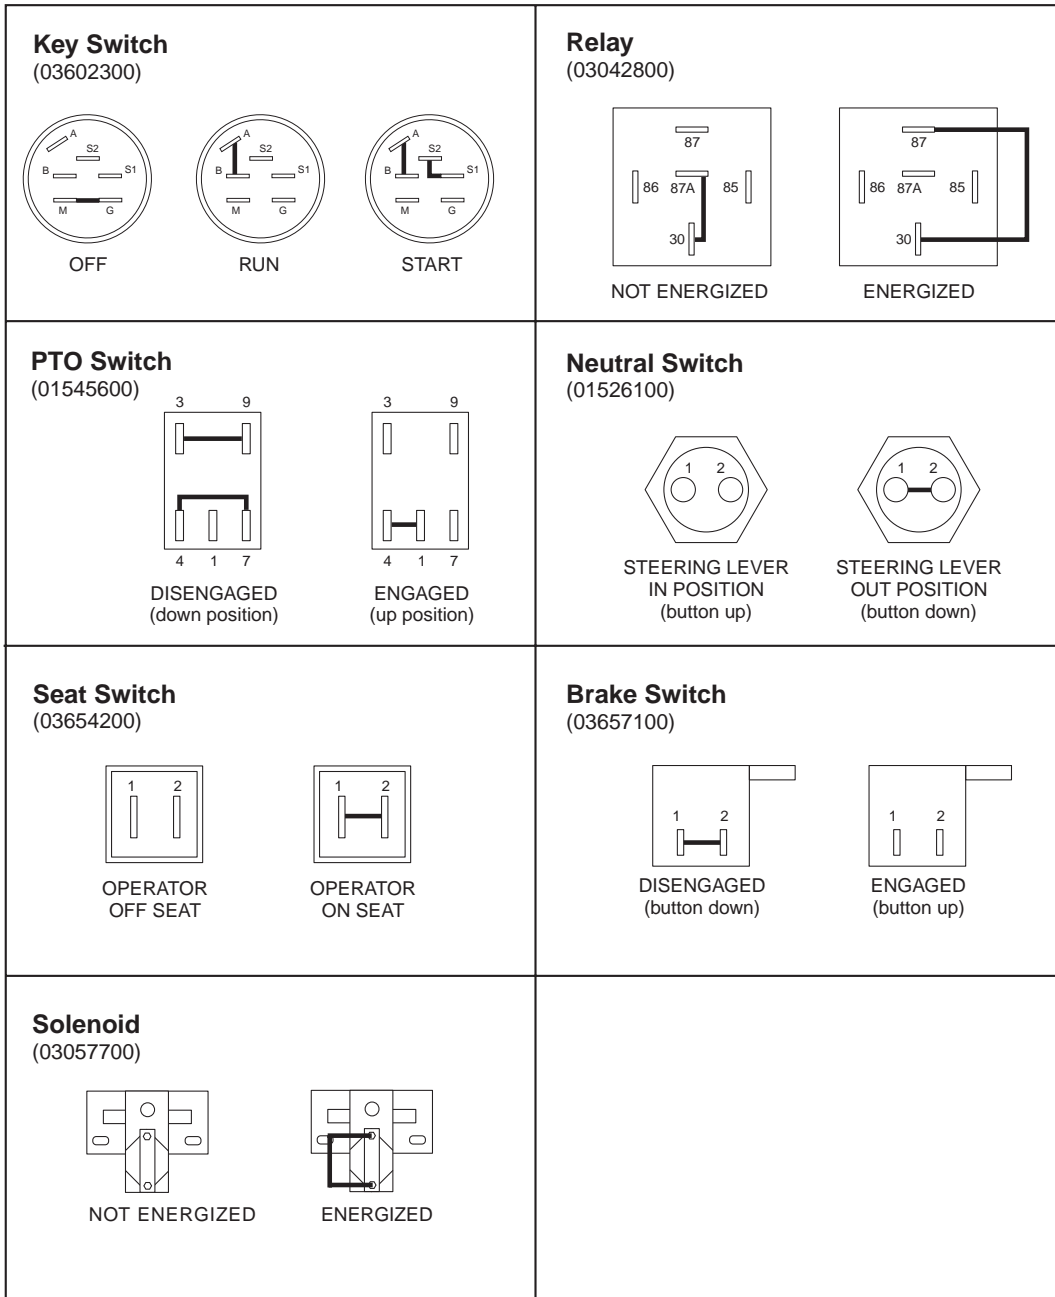 Key Switch
(03602300)
A
S2
B
S1
M
G
OFF
A
S2
B
S1
M
G
RUN
A
S2
B
S1
M
G
START
Relay
(03042800)
87
86
87A
85
30
NOT ENERGIZED
87
86
87A
85
30
ENERGIZED
PTO Switch
(01545600)
3 9
4 1 7
DISENGAGED
(down position)
3 9
4 1 7
ENGAGED
(up position)
Neutral Switch
(01526100)
1 2
STEERING LEVER
IN POSITION
(button up)
1 2
STEERING LEVER
OUT POSITION
(button down)
Seat Switch
(03654200)
1 2
OPERATOR
OFF SEAT
1 2
OPERATOR
ON SEAT
Brake Switch
(03657100)
1 2
DISENGAGED
(button down)
1 2
ENGAGED
(button up)
Solenoid
(03057700)
NOT ENERGIZED
ENERGIZED